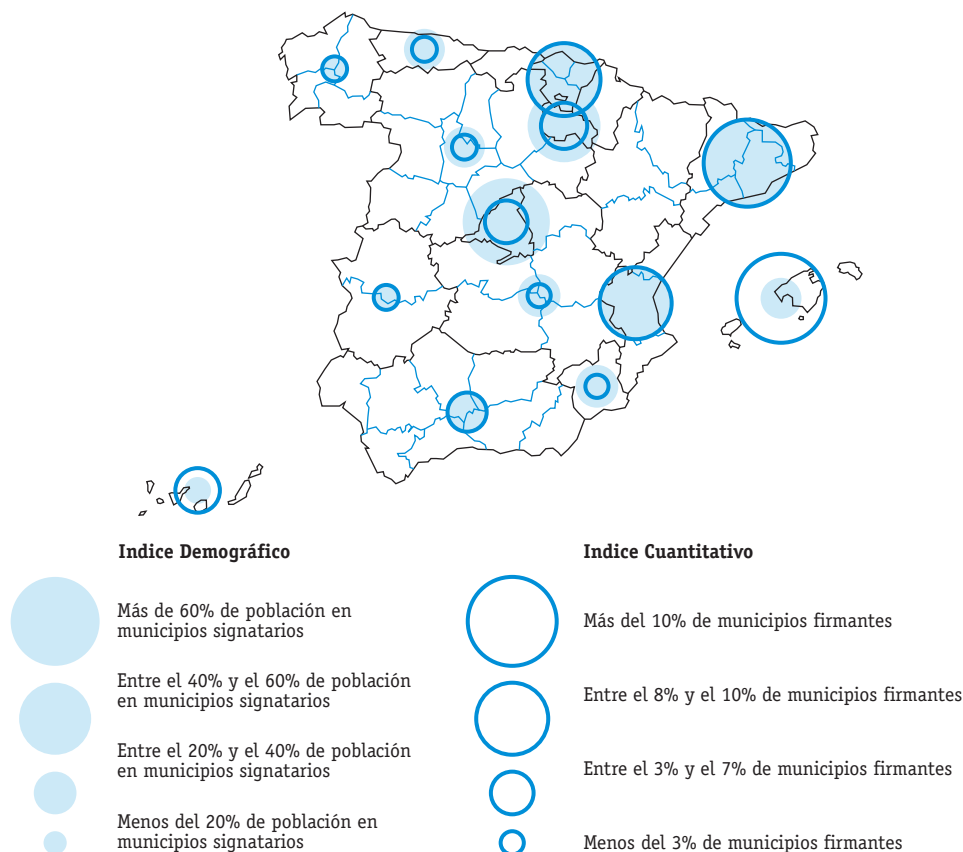 Indice Demográfico
Más de 60% de población en
municipios signatarios
Entre el 40% y el 60% de población
en municipios signatarios
Entre el 20% y el 40% de población
en municipios signatarios
Menos del 20% de población en
municipios signatarios
Indice Cuantitativo
Más del 10% de municipios firmantes
Entre el 8% y el 10% de municipios firmantes
Entre el 3% y el 7% de municipios firmantes
Menos del 3% de municipios firmantes